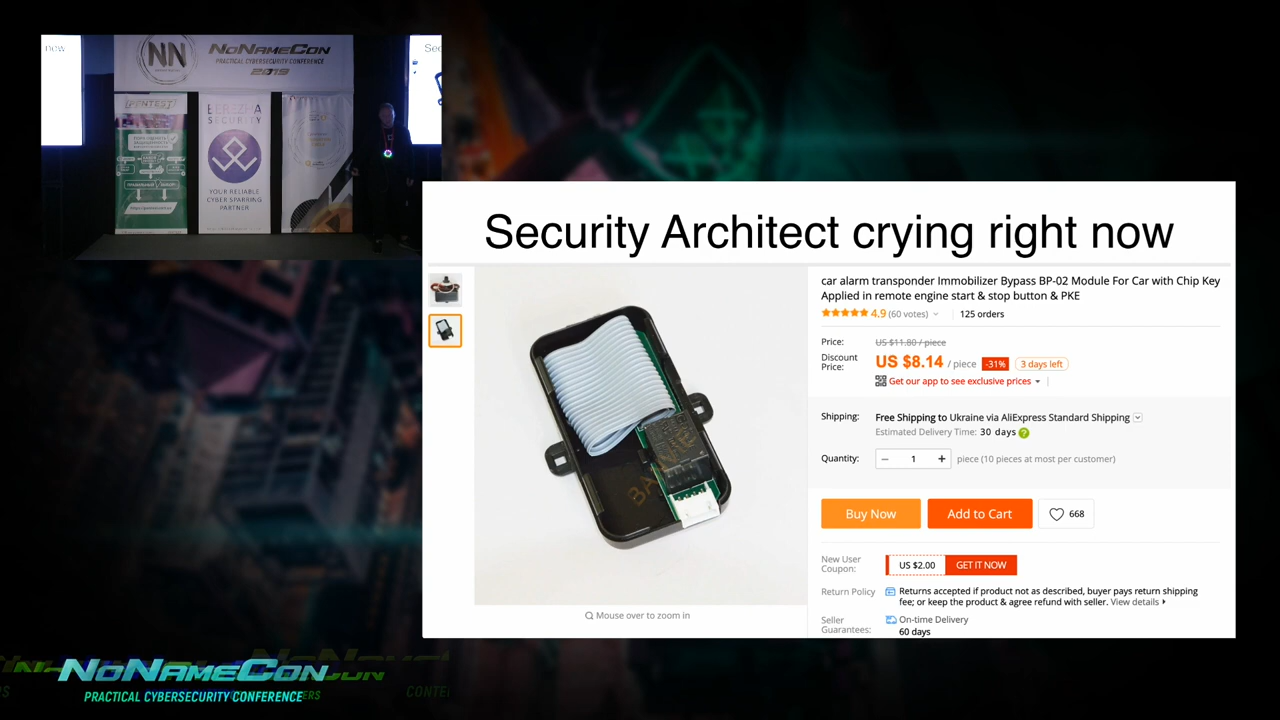 now
Sec
NN
NoNameCon
PRACTICAL CYBERSECURITY CONFERENCE
2019
PENTEST
BEREZHA
SECURITY
YOUR RELIABLE
CYBER SPARRING
PARTNER
Security Architect crying right now
car alarm transponder Immobilizer Bypass BP-02 Module For Car with Chip Key
Applied in remote engine start & stop button & PKE
4.9 (60 votes)
125 orders
Price:
US $11.80 / piece
Discount
Price:
US $8.14 / piece -31% 3 days left
Get our app to see exclusive prices
Shipping:
Free Shipping to Ukraine via AliExpress Standard Shipping
Estimated Delivery Time: 30 days
Quantity:
1
piece (10 pieces at most per customer)
Buy Now
Add to Cart
668
New User
Coupon:
US $2.00
GET IT NOW
Return Policy
Returns accepted if product not as described, buyer pays return shipping
fee; or keep the product & agree refund with seller. View details
Seller
Guarantees:
On-time Delivery
60 days
Mouse over to zoom in
NoNameCon
PRACTICAL CYBERSECURITY CONFERENCE